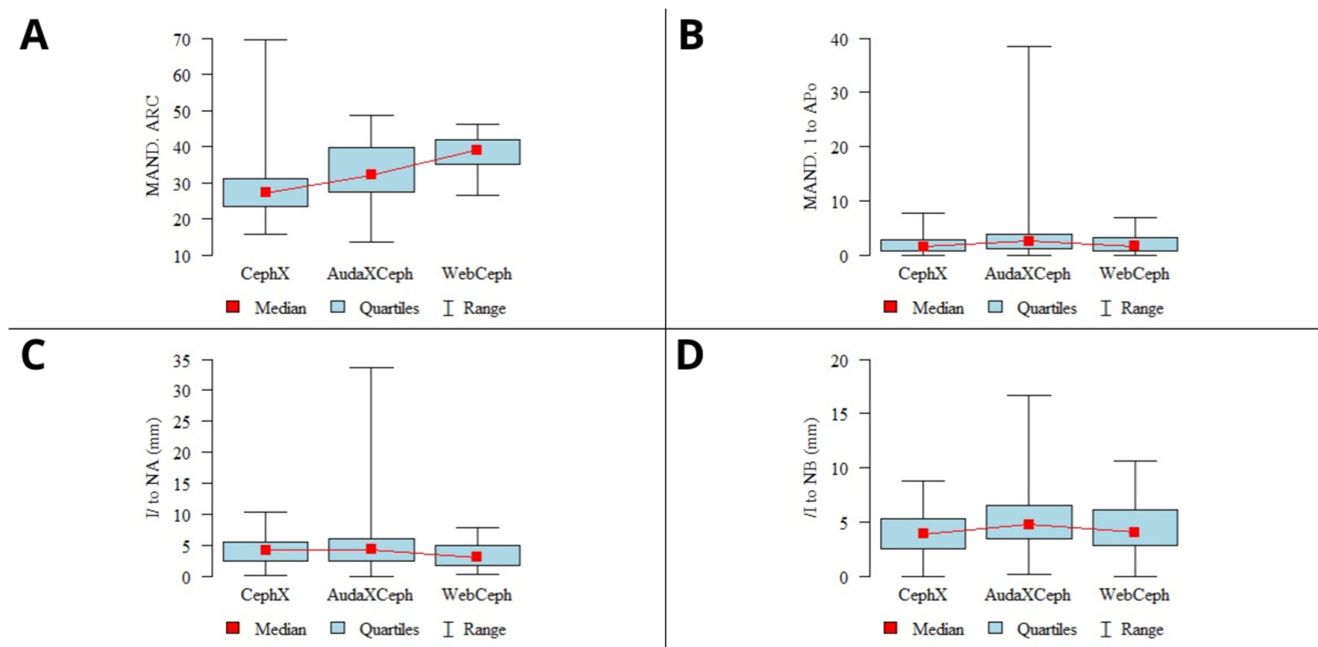 A
MAND. ARC
70
60
50
40
30
20
10
CephX AudaXCeph WebCeph
Median Quartiles Range
B
MAND. 1 to APo
40
30
20
10
0
CephX AudaXCeph WebCeph
Median Quartiles Range
C
I/ to NA (mm)
35
30
25
20
15
10
5
0
CephX AudaXCeph WebCeph
Median Quartiles Range
D
/I to NB (mm)
20
15
10
5
0
CephX AudaXCeph WebCeph
Median Quartiles Range